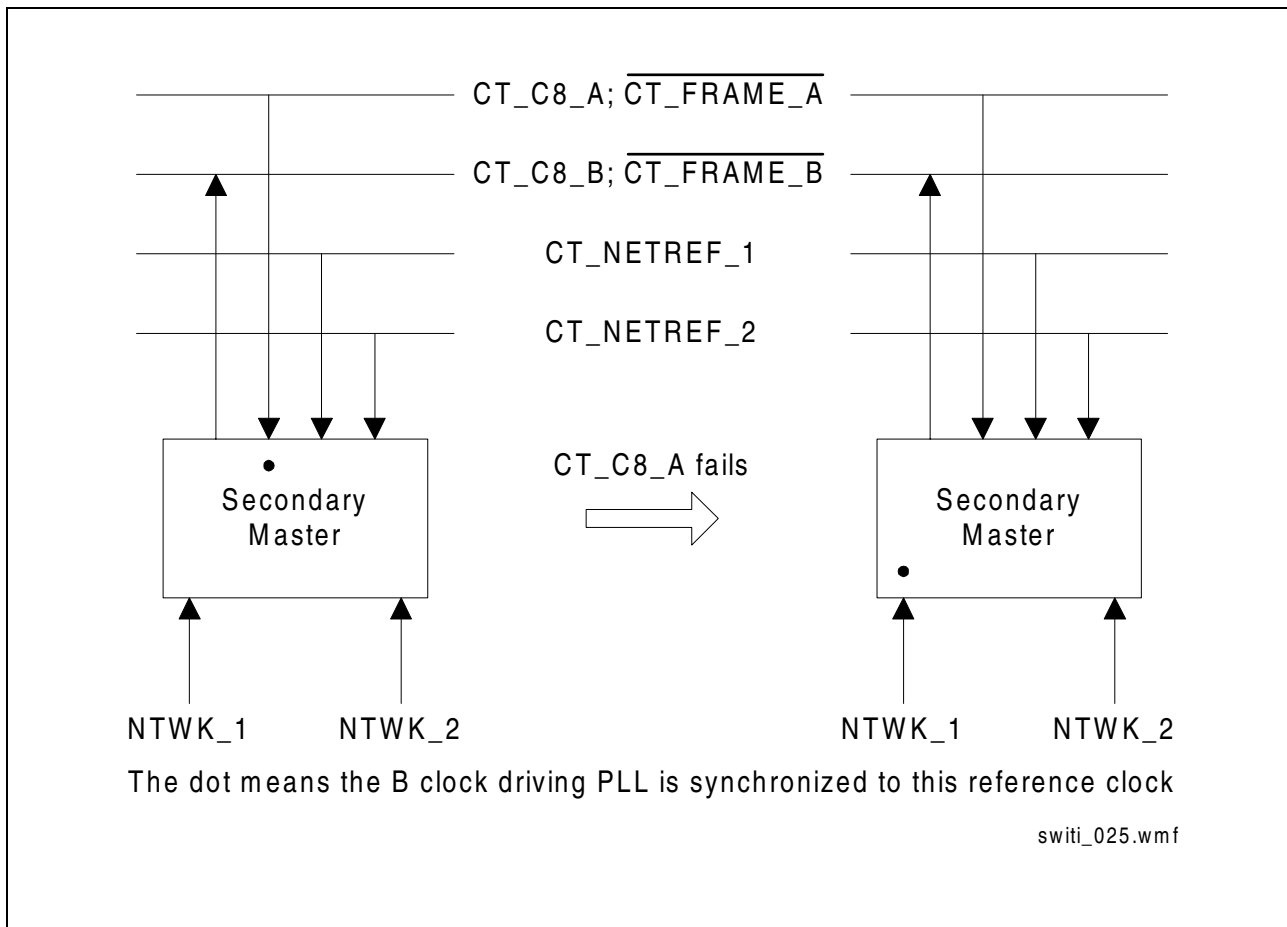 CT_C8_A; CT_FRAME_A
CT_C8_B; CT_FRAME_B
CT_NETREF_1
CT_NETREF_2
CT_C8_A fails
Secondary
Master
Secondary
Master
NTWK_1
NTWK_2
NTWK_1
NTWK_2
The dot means the B clock driving PLL is synchronized to this reference clock
switi_025.wmf